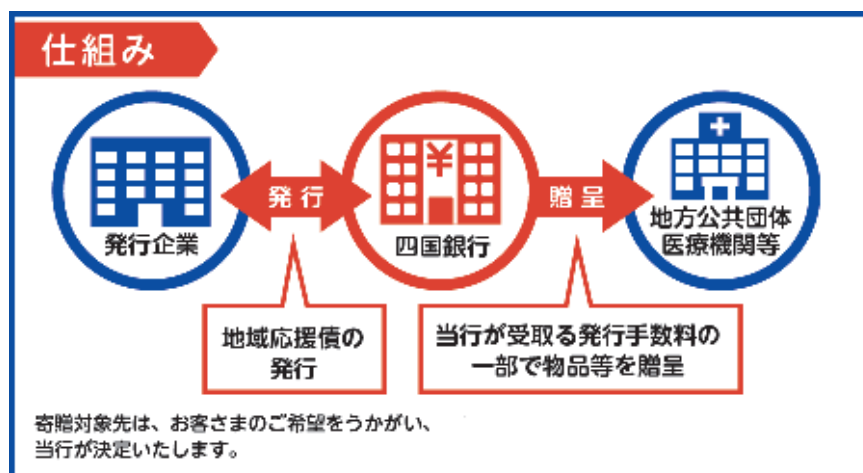 仕組み
発行企業
発行
四国銀行
贈呈
地方公共団体
医療機関等
地域応援債の
発行
当行が受取る発行手数料の
一部で物品等を贈呈
寄贈対象先は、お客さまのご希望をうかがい、
当行が決定いたします。